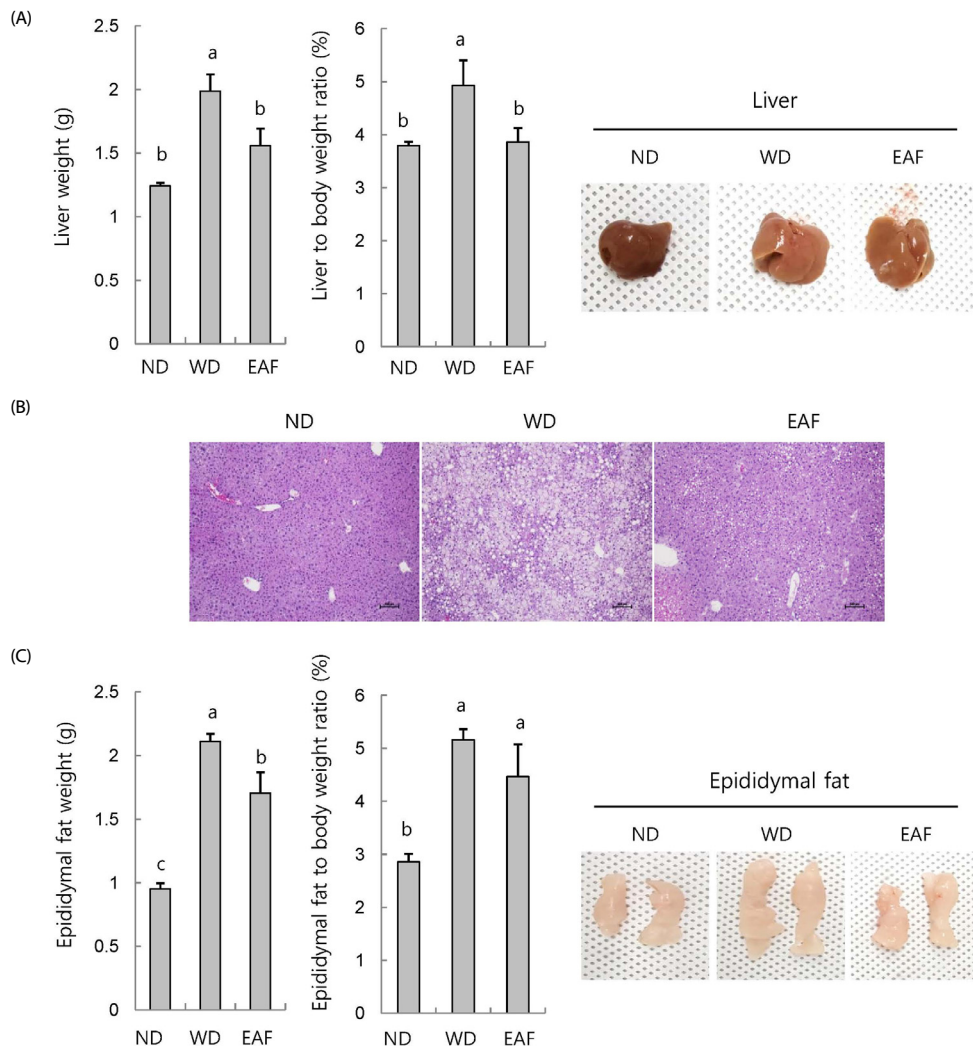 (A)
Liver weight (g)
2.5
2
1.5
1
0.5
0
a
b
b
ND WD EAF
Liver to body weight ratio (%)
6
5
4
3
2
1
0
a
b
b
ND WD EAF
Liver
ND WD EAF
(B)
ND WD EAF
(C)
Epididymal fat weight (g)
2.5
2
1.5
1
0.5
0
a
b
c
ND WD EAF
Epididymal fat to body weight ratio (%)
6
5
4
3
2
1
0
a
a
b
ND WD EAF
Epididymal fat
ND WD EAF